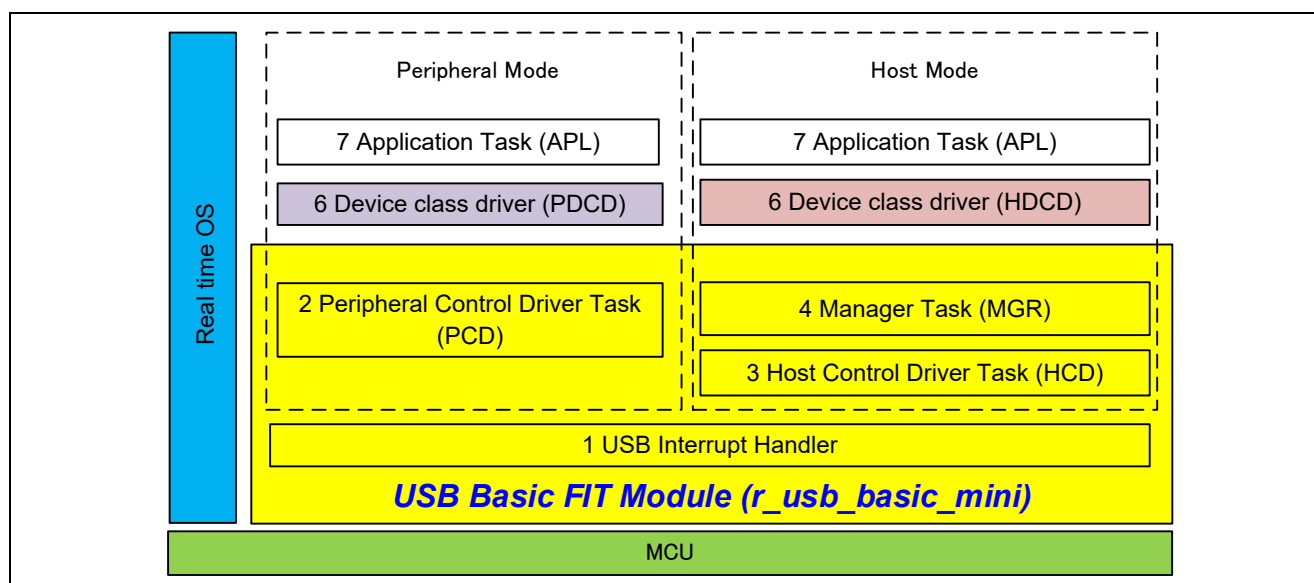 Real time OS
Peripheral Mode
Host Mode
7 Application Task (APL)
7 Application Task (APL)
6 Device class driver (PDCD)
6 Device class driver (HDCD)
2 Peripheral Control Driver Task
(PCD)
4 Manager Task (MGR)
3 Host Control Driver Task (HCD)
1 USB Interrupt Handler
USB Basic FIT Module (r_usb_basic_mini)
MCU